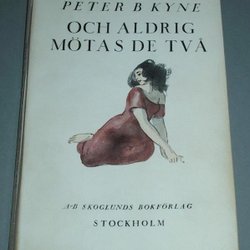 PETER B KYNE
OCH ALDRIG
MÖTAS DE TVÅ
A-B SKOGLUNDS BOKFÖRLAG
STOCKHOLM